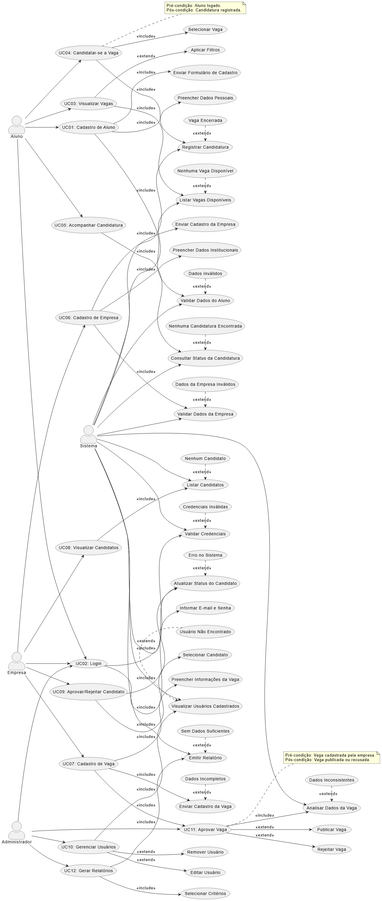 Pré-condição: Aluno logado.
Pós-condição: Candidatura registrada.
UC04: Candidatar-se a Vaga
«include»
Selecionar Vaga
«extend»
Aplicar Filtros
«include»
Enviar Formulário de Cadastro
UC03: Visualizar Vagas
UC01: Cadastro de Aluno
«include»
Preencher Dados Pessoais
Vaga Encerrada
«extend»
Aluno
«include»
Registrar Candidatura
Nenhuma Vaga Disponível
«extend»
«include»
Listar Vagas Disponíveis
UC05: Acompanhar Candidatura
«include»
Enviar Cadastro da Empresa
«include»
Preencher Dados Institucionais
Dados Inválidos
«extend»
«include»
Validar Dados do Aluno
UC06: Cadastro de Empresa
Nenhuma Candidatura Encontrada
«extend»
Consultar Status da Candidatura
«include»
Dados da Empresa Inválidos
«extend»
Validar Dados da Empresa
Sistema
Nenhum Candidato
«extend»
Listar Candidatos
«include»
Credenciais Inválidas
«extend»
Validar Credenciais
UC08: Visualizar Candidatos
Erro no Sistema
«extend»
Atualizar Status do Candidato
Informar E-mail e Senha
Usuário Não Encontrado
«extend»
Selecionar Candidato
Empresa
UC02: Login
Preencher Informações da Vaga
UC09: Aprovar/Rejeitar Candidato
Visualizar Usuários Cadastrados
Sem Dados Suficientes
«extend»
Emitir Relatório
Pré-condição: Vaga cadastrada pela empresa.
Pós-condição: Vaga publicada ou recusada.
UC07: Cadastro de Vaga
Dados Incompletos
«extend»
Dados Inconsistentes
«extend»
Enviar Cadastro da Vaga
Analisar Dados da Vaga
Administrador
UC11: Aprovar Vaga
«include»
«extend»
Publicar Vaga
«extend»
Rejeitar Vaga
UC10: Gerenciar Usuários
«extend»
Remover Usuário
«extend»
Editar Usuário
UC12: Gerar Relatórios
«include»
Selecionar Critérios